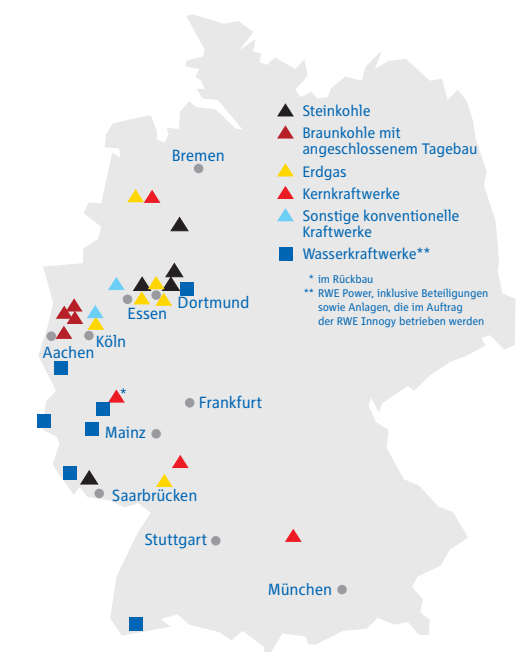 Steinkohle
Braunkohle mit
angeschlossenem Tagebau
Bremen
Erdgas
Kernkraftwerke
Sonstige konventionelle
Kraftwerke
Wasserkraftwerke**
* im Rückbau
** RWE Power, inklusive Beteiligungen
sowie Anlagen, die im Auftrag
der RWE Innogy betrieben werden
Dortmund
Essen
Köln
Aachen
*
Frankfurt
Mainz
Saarbrücken
Stuttgart
München